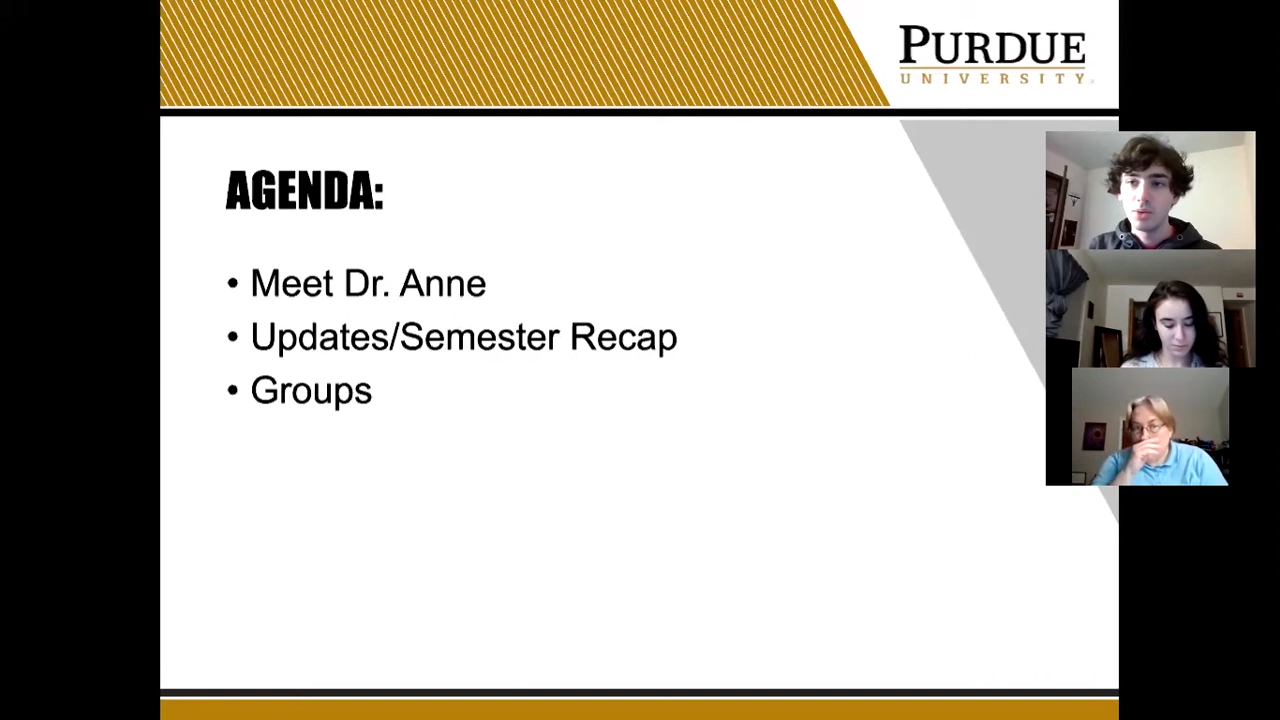 PURDUE
UNIVERSITY
AGENDA:
• Meet Dr. Anne
• Updates/Semester Recap
• Groups